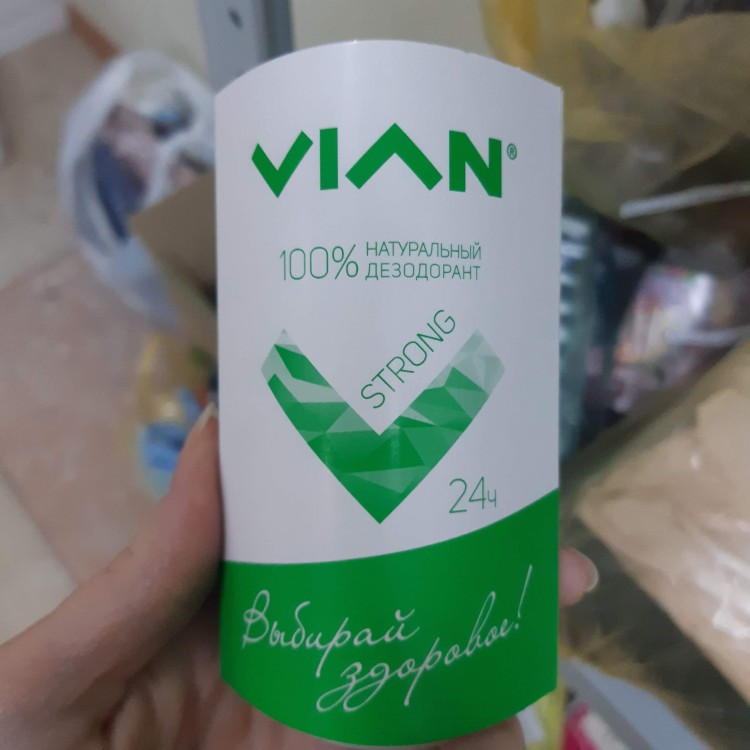 VIAN®
100% НАТУРАЛЬНЫЙ
ДЕЗОДОРАНТ
STRONG
24ч
Выбирай
здоровое!